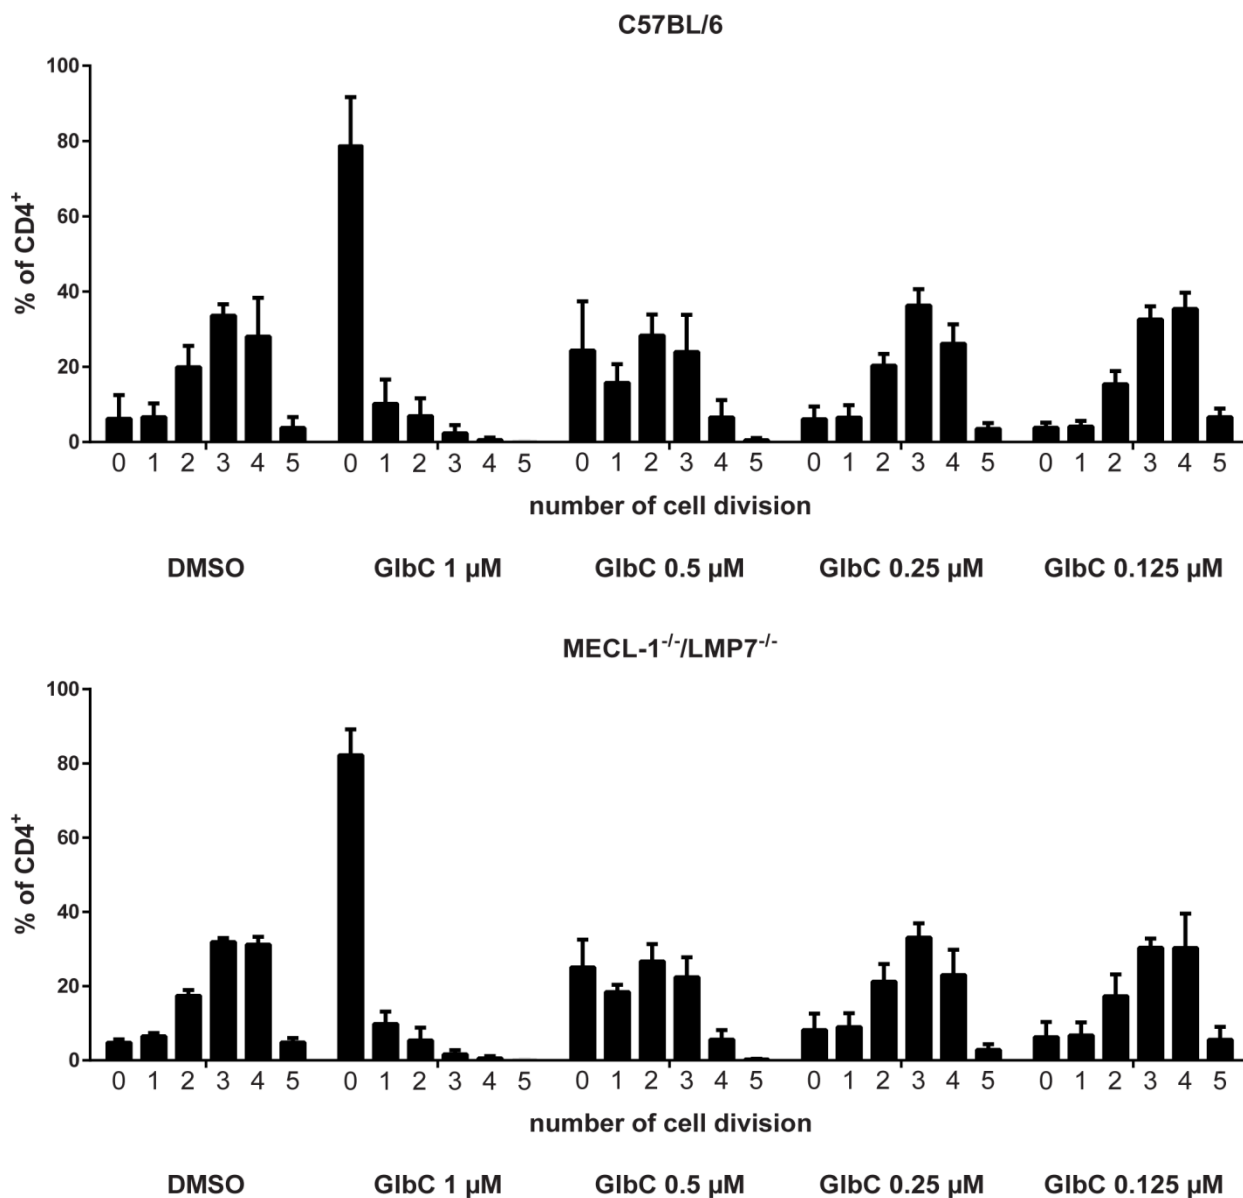 C57BL/6
100
80
60
40
20
0
% of CD4+
0 1 2 3 4 5 0 1 2 3 4 5 0 1 2 3 4 5 0 1 2 3 4 5 0 1 2 3 4 5
number of cell division
DMSO GlbC 1 µM GlbC 0.5 µM GlbC 0.25 µM GlbC 0.125 µM
MECL-1-/-/LMP7-/-
100
80
60
40
20
0
% of CD4+
0 1 2 3 4 5 0 1 2 3 4 5 0 1 2 3 4 5 0 1 2 3 4 5 0 1 2 3 4 5
number of cell division
DMSO GlbC 1 µM GlbC 0.5 µM GlbC 0.25 µM GlbC 0.125 µM